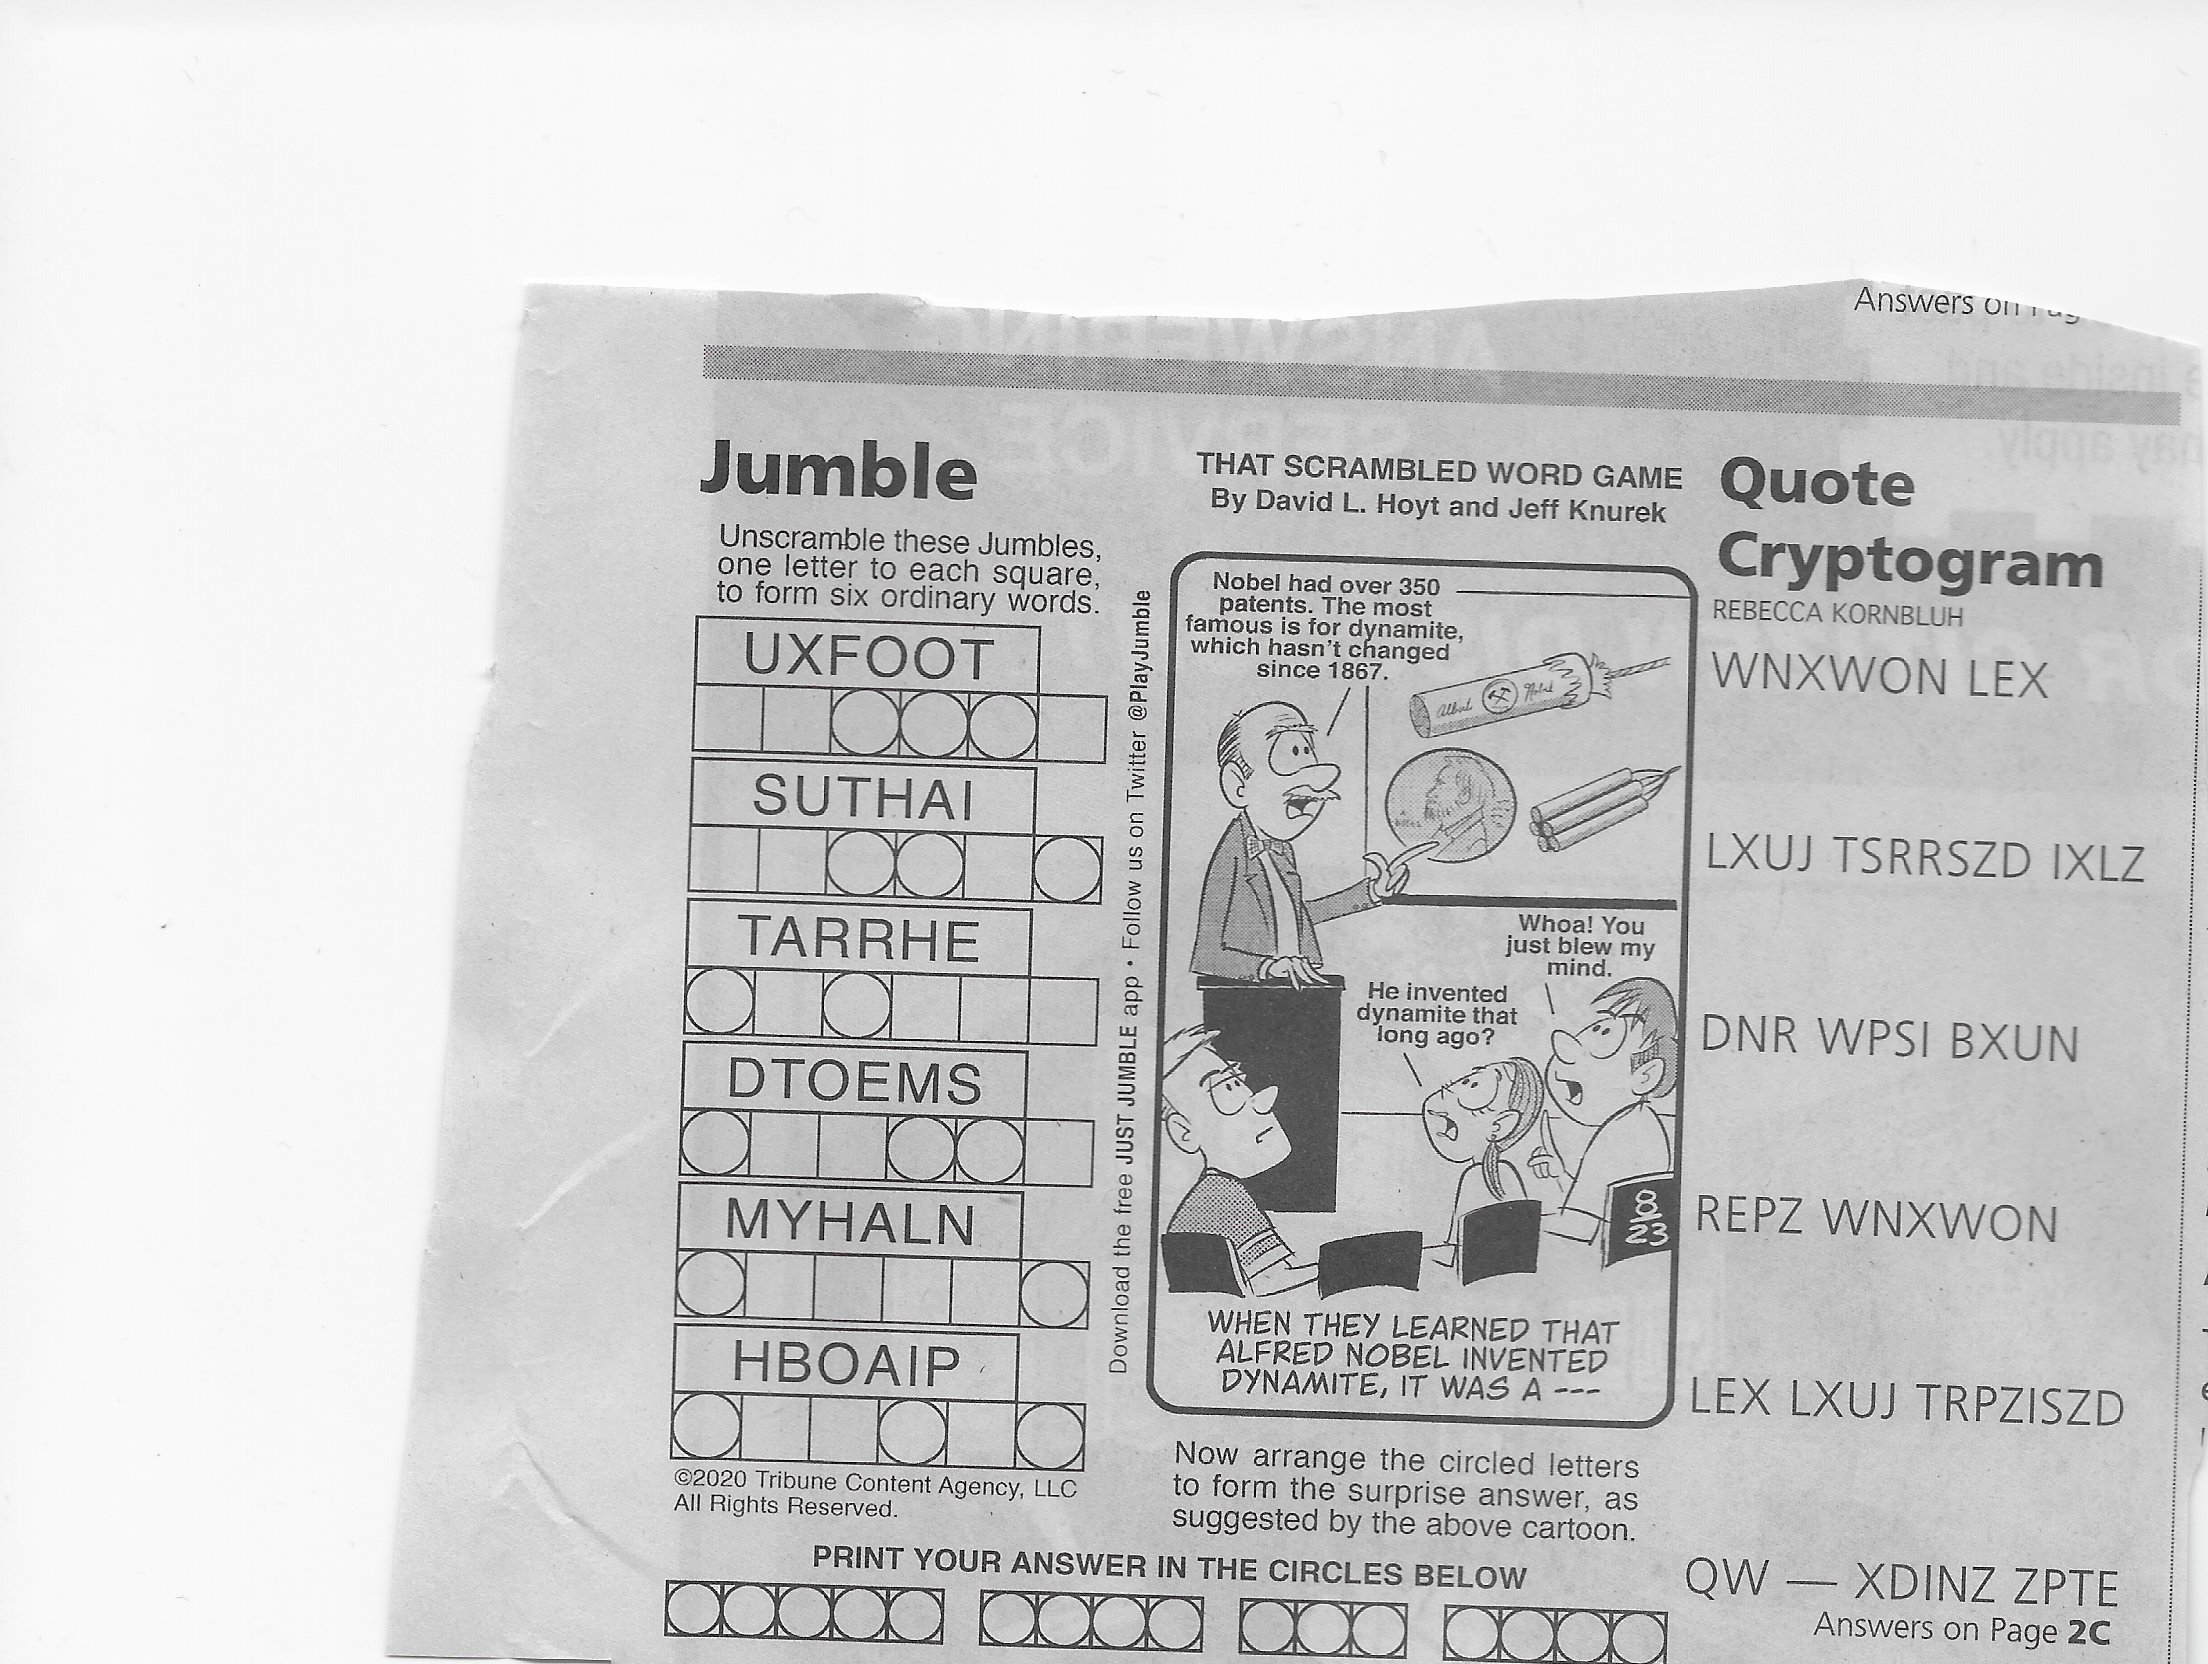 Answers on
Jumble
Unscramble these Jumbles,
one letter to each square,
to form six ordinary words.
UXFOOT
SUTHAI
TARRHE
DTOEMS
MYHALN
HBOAIP
©2020 Tribune Content Agency, LLC
All Rights Reserved.
Download the free JUST JUMBLE app • Follow us on Twitter @PlayJumble
THAT SCRAMBLED WORD GAME
By David L. Hoyt and Jeff Knurek
Nobel had over 350
patents. The most
famous is for dynamite,
which hasn't changed
since 1867.
Whoa! You
just blew my
mind.
He invented
dynamite that
long ago?
8
23
WHEN THEY LEARNED THAT
ALFRED NOBEL INVENTED
DYNAMITE, IT WAS A ---
Now arrange the circled letters
to form the surprise answer, as
suggested by the above cartoon.
PRINT YOUR ANSWER IN THE CIRCLES BELOW
Quote
Cryptogram
REBECCA KORNBLUH
WNXWON LEX
LXUJ TSRRSZD IXLZ
DNR WPSI BXUN
REPZ WNXWON
LEX LXUJ TRPZISZD
QW — XDINZ ZPTE
Answers on Page 2C